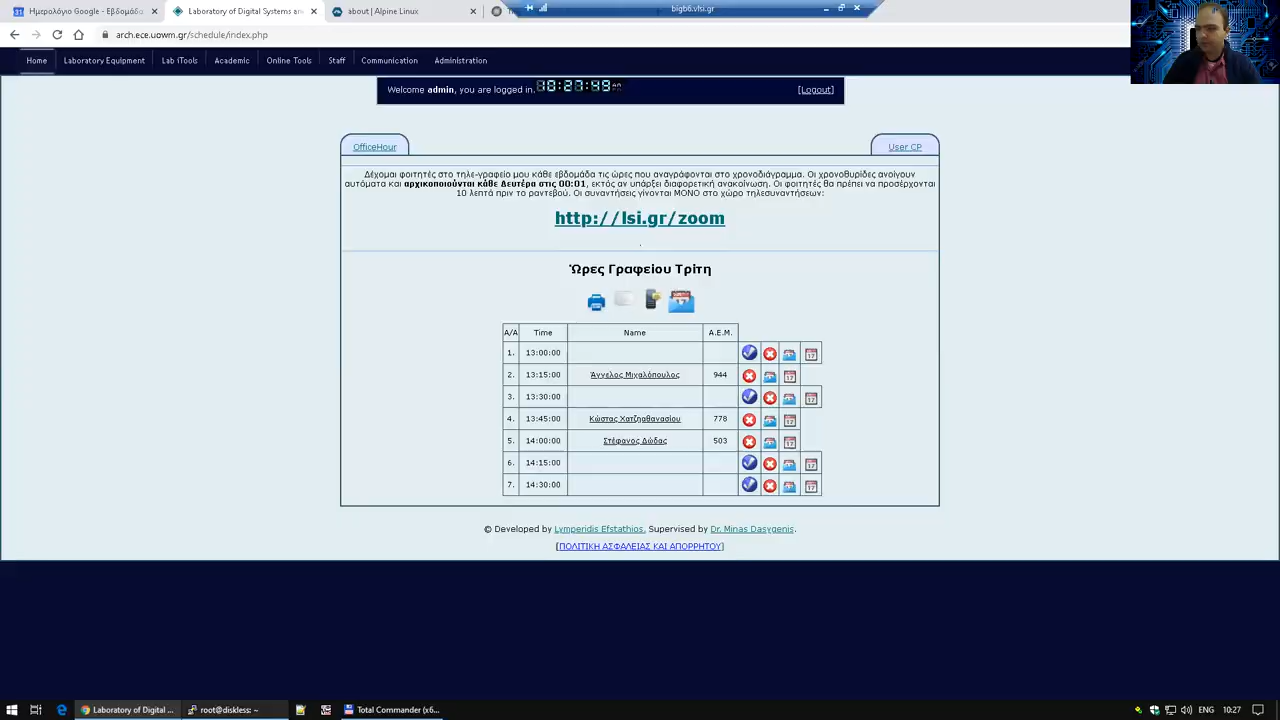 Ημερολόγιο Google - Εβδομάδα
Laboratory of Digital Systems an
about | Alpine Linux
bigb6.vlsi.gr
arch.ece.uowm.gr/schedule/index.php
Home Laboratory Equipment Lab iTools Academic Online Tools Staff Communication Administration
Welcome admin, you are logged in.
[Logout]
OfficeHour
User CP
Δέχομαι φοιτητές στο τηλε-γραφείο μου κάθε εβδομάδα τις ώρες που αναγράφονται στο χρονοδιάγραμμα. Οι χρονοθυρίδες ανοίγουν
αυτόματα και αρχικοποιούνται κάθε Δευτέρα στις 00:01, εκτός αν υπάρξει διαφορετική ανακοίνωση. Οι φοιτητές θα πρέπει να προσέρχονται
10 λεπτά πριν το ραντεβού. Οι συναντήσεις γίνονται ΜΟΝΟ στο χώρο τηλεσυναντήσεων:
http://lsi.gr/zoom
.
Ώρες Γραφείου Τρίτη
A/A Time Name A.E.M.
1. 13:00:00
2. 13:15:00 Άγγελος Μιχαλόπουλος 944
3. 13:30:00
4. 13:45:00 Κώστας Χατζηαθανασίου 778
5. 14:00:00 Στέφανος Δώδας 503
6. 14:15:00
7. 14:30:00
© Developed by Lymperidis Efstathios, Supervised by Dr. Minas Dasygenis.
[ΠΟΛΙΤΙΚΗ ΑΣΦΑΛΕΙΑΣ ΚΑΙ ΑΠΟΡΡΗΤΟΥ]
Laboratory of Digital ...
root@diskless: ~
Total Commander (x6...
ENG 10:27